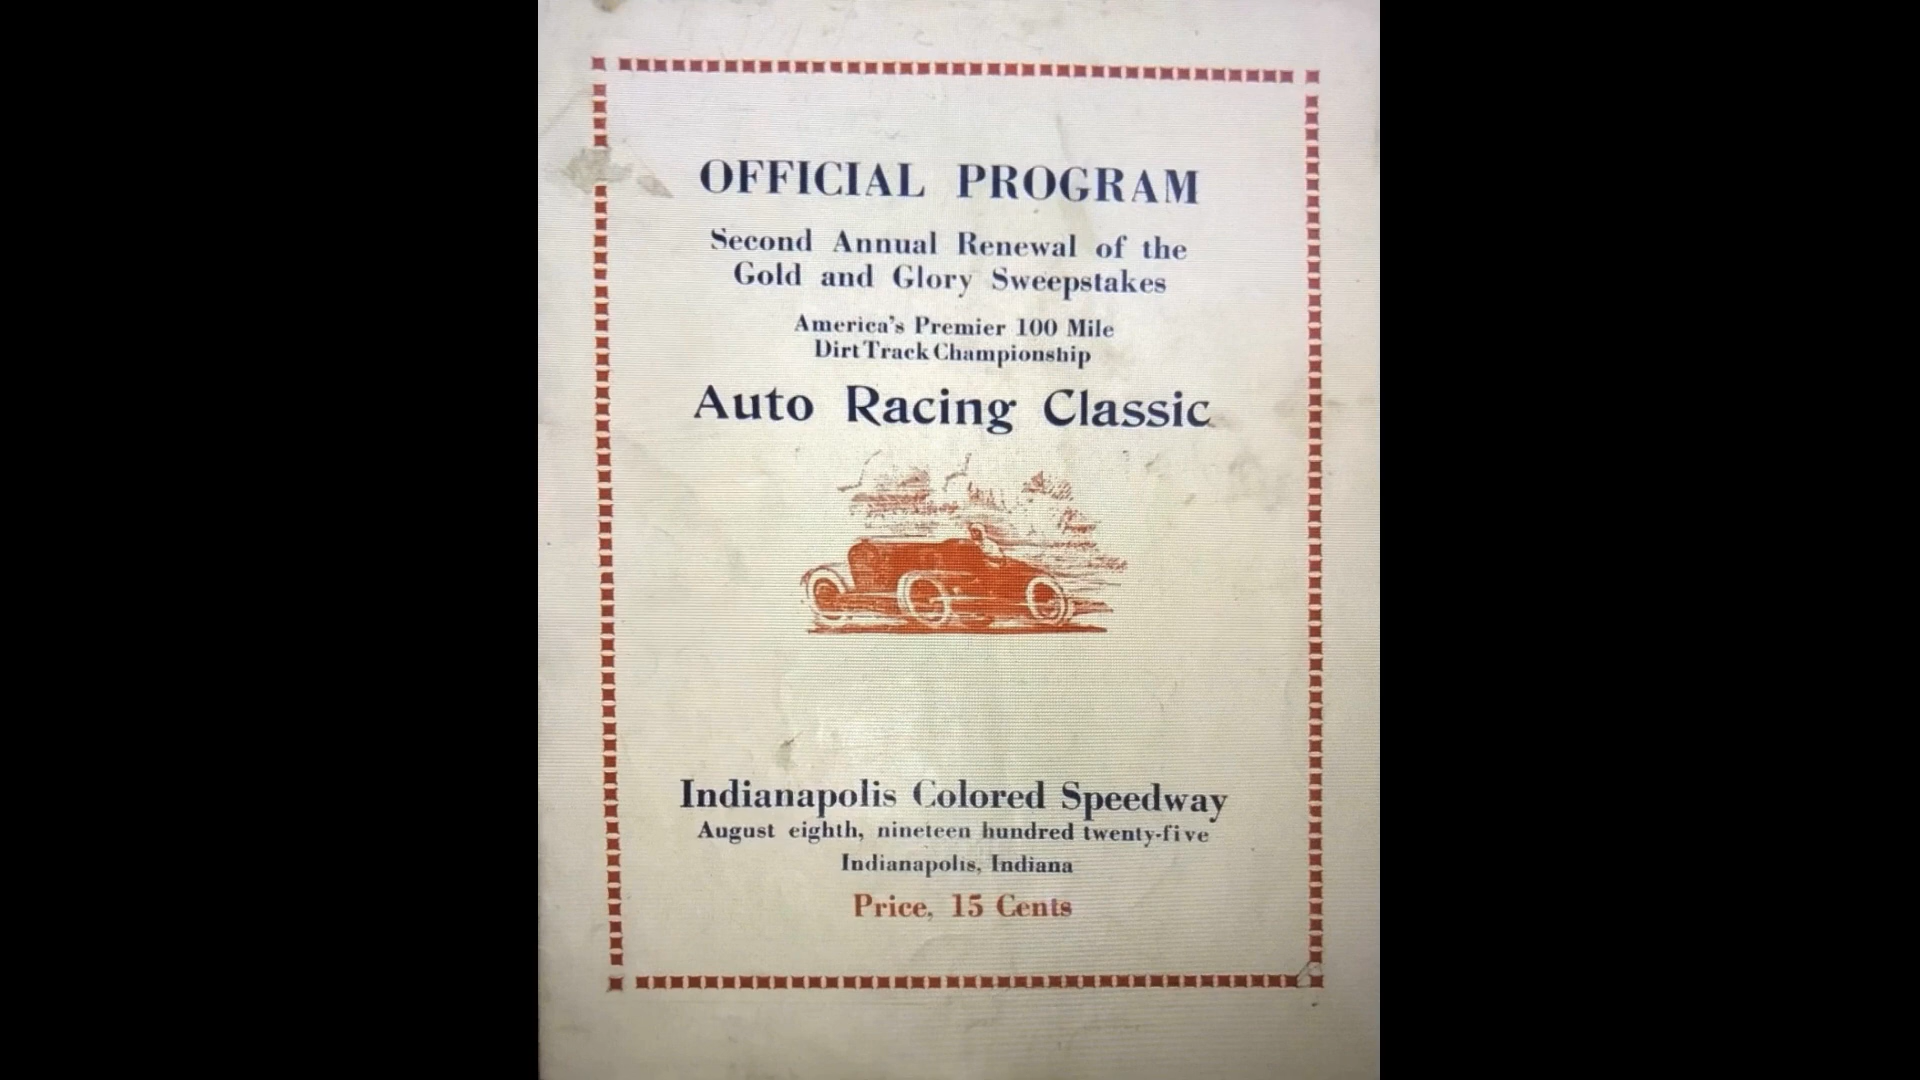 OFFICIAL PROGRAM
Second Annual Renewal of the
Gold and Glory Sweepstakes
America's Premier 100 Mile
Dirt Track Championship
Auto Racing Classic
Indianapolis Colored Speedway
August eighth, nineteen hundred twenty-five
Indianapolis, Indiana
Price, 15 Cents